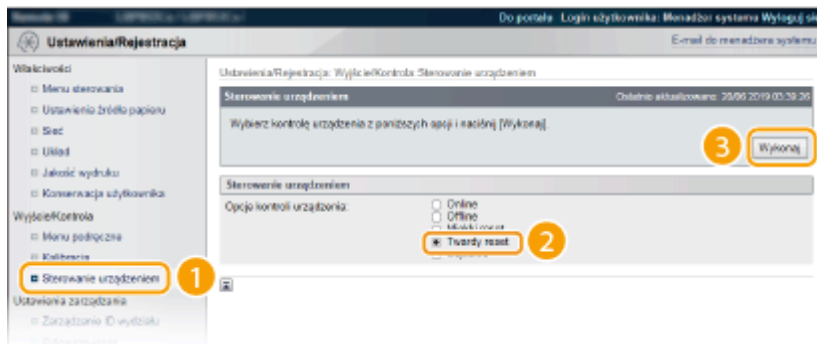 Do portalu Login użytkownika: Menadżer systemu Wyloguj się
Ustawienia/Rejestracja
E-mail do menadżera systemu
Właściwości
Menu sterowania
Ustawienia źródła papieru
Sieć
Układ
Jakość wydruku
Konserwacja użytkownika
Wyjście/Kontrola
Menu podręczne
Kalibracja
Sterowanie urządzeniem
1
Ustawienia zarządzania
Zarządzanie ID wydziału
Ustawienia/Rejestracja: Wyjście/Kontrola: Sterowanie urządzeniem
Sterowanie urządzeniem
Ostatnio aktualizowane: 28/06 2019 03:39:26
Wybierz kontrolę urządzenia z poniższych opcji i naciśnij [Wykonaj].
3
Wykonaj
Sterowanie urządzeniem
Opcje kontroli urządzenia:
Online
Offline
Miękki reset
Twardy reset
2